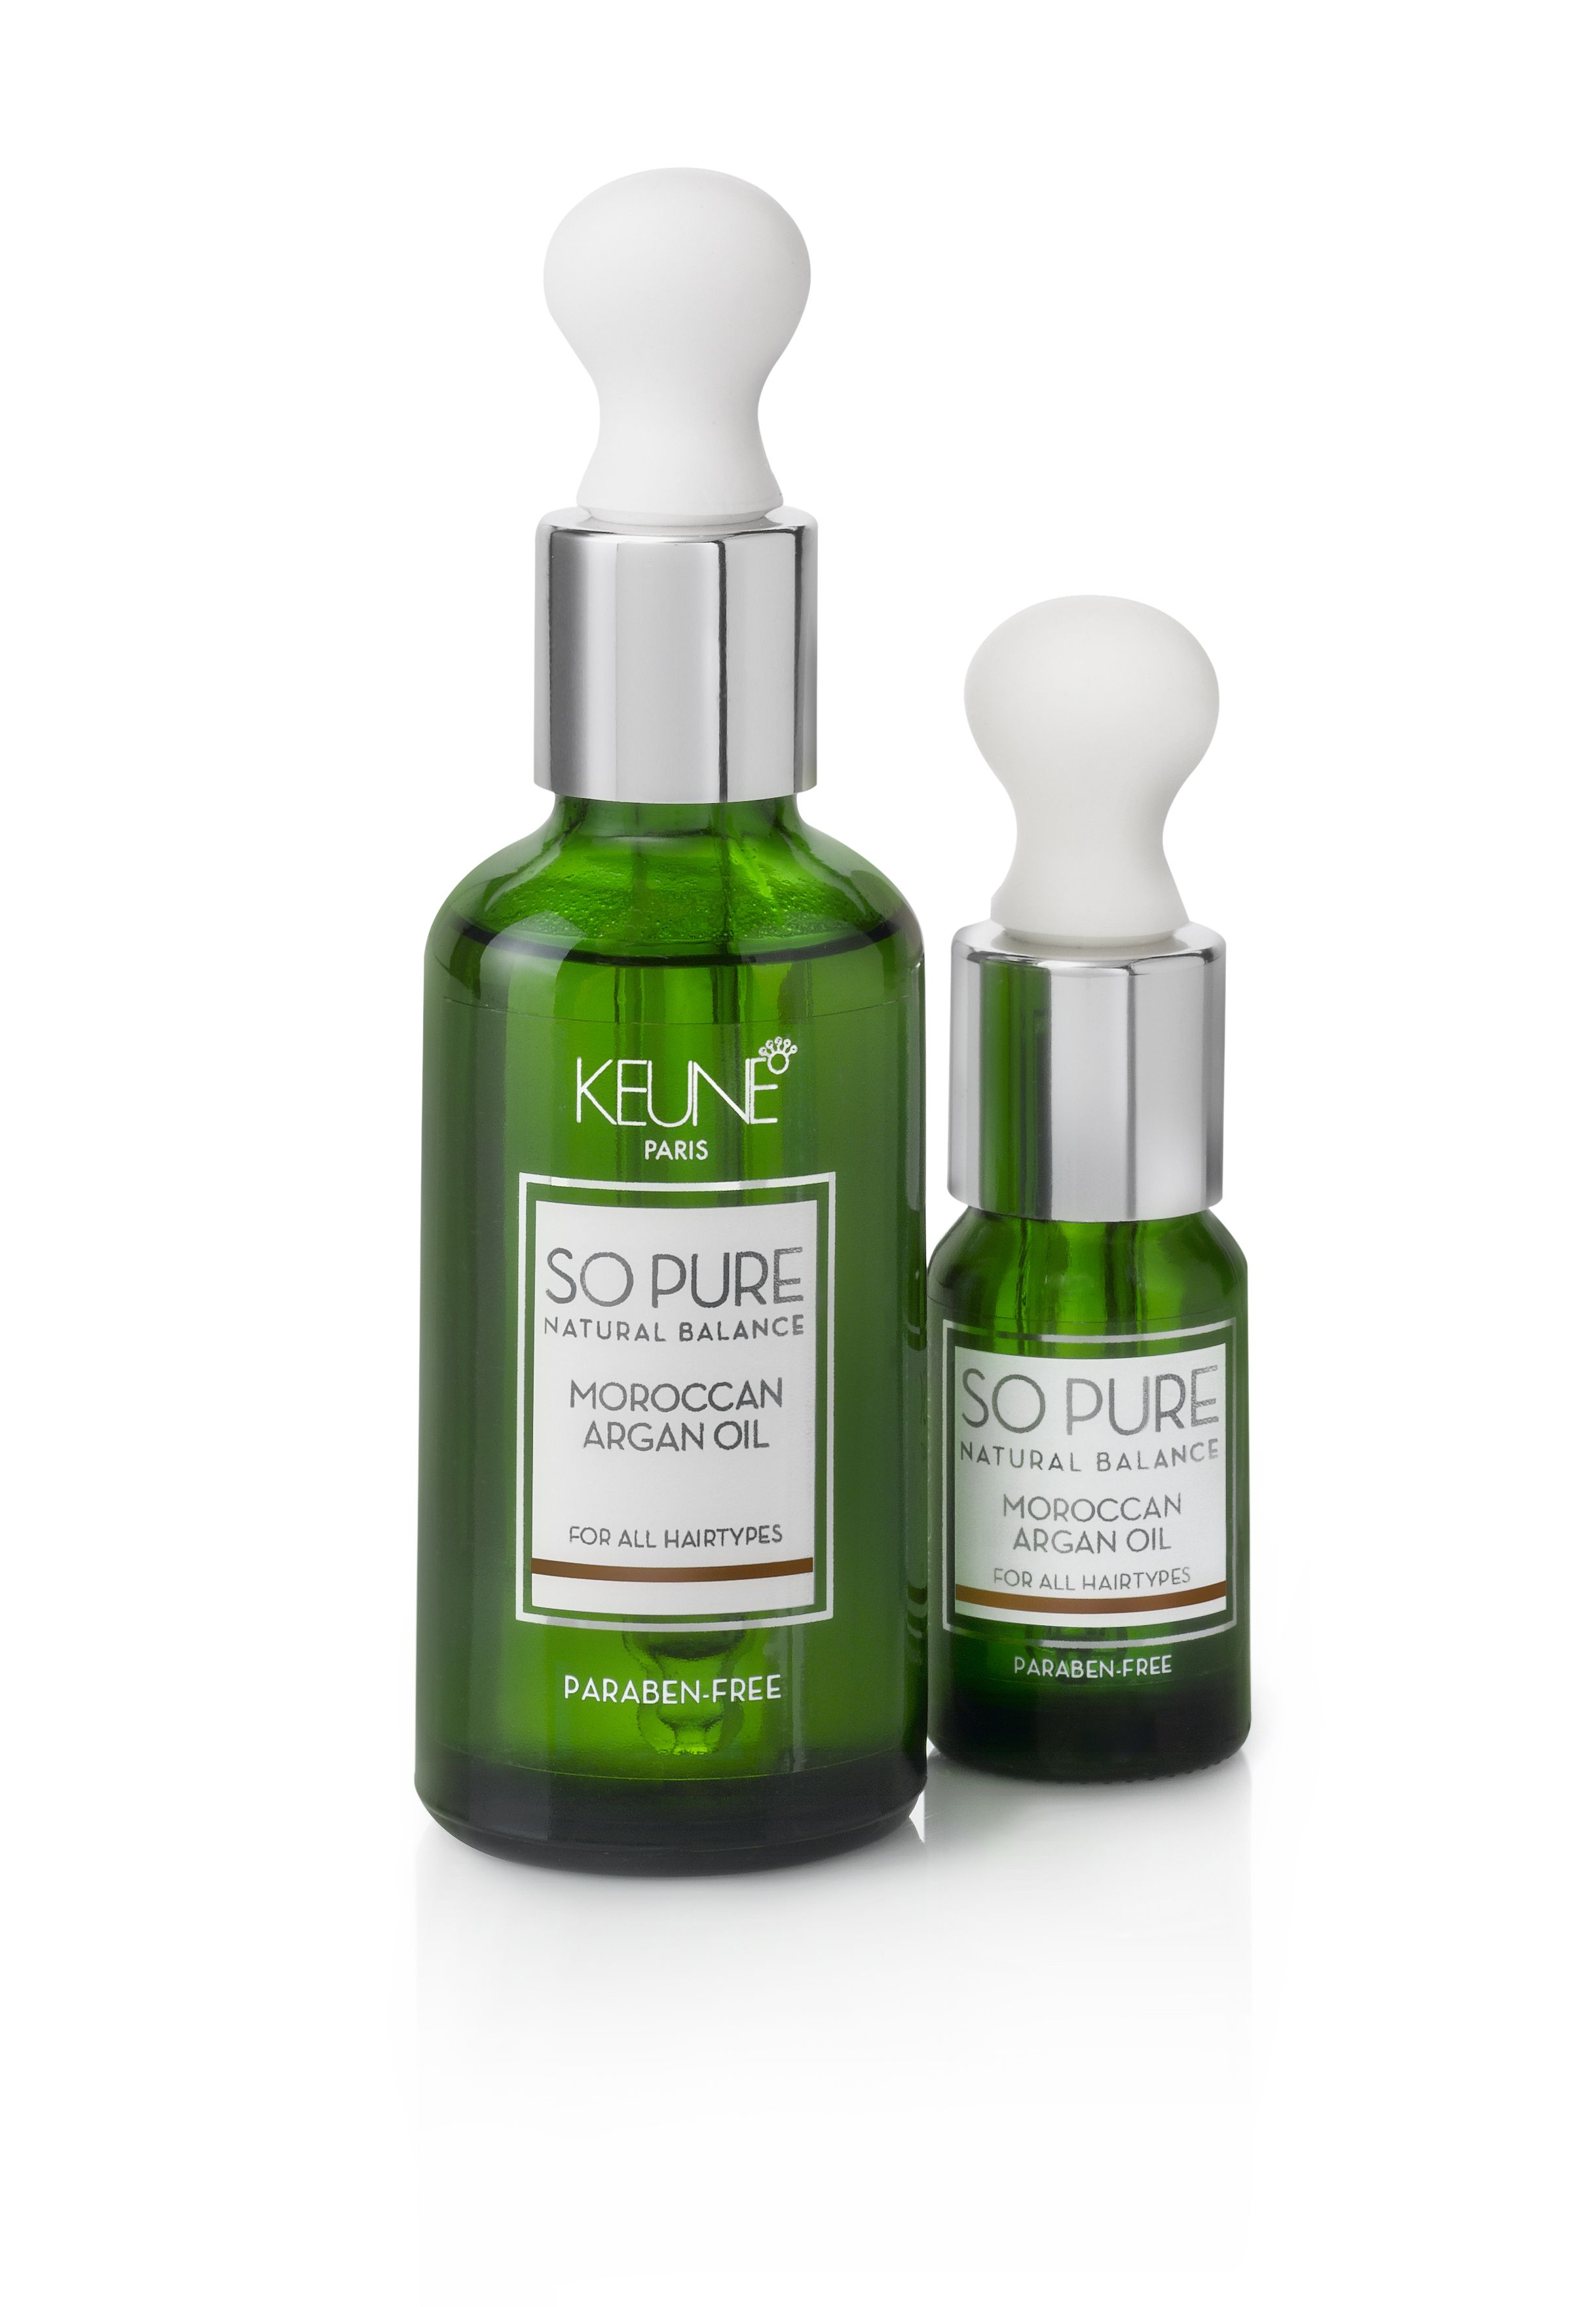 KEUNE
PARIS
SO PURE
NATURAL BALANCE
MOROCCAN
ARGAN OIL
FOR ALL HAIRTYPES
PARABEN-FREE
SO PURE
NATURAL BALANCE
MOROCCAN
ARGAN OIL
FOR ALL HAIRTYPES
PARABEN-FREE